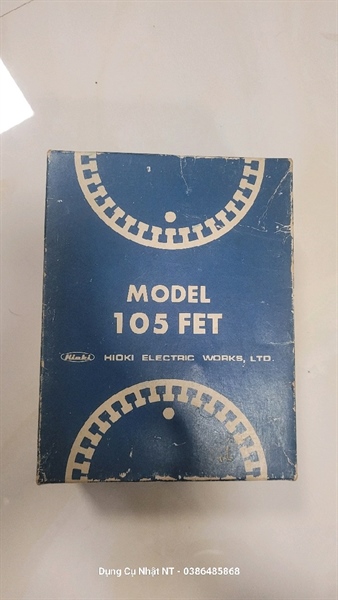 MODEL
105 FET
Hioki HIOKI ELECTRIC WORKS, LTD.
Dụng Cụ Nhật NT - 0386485868